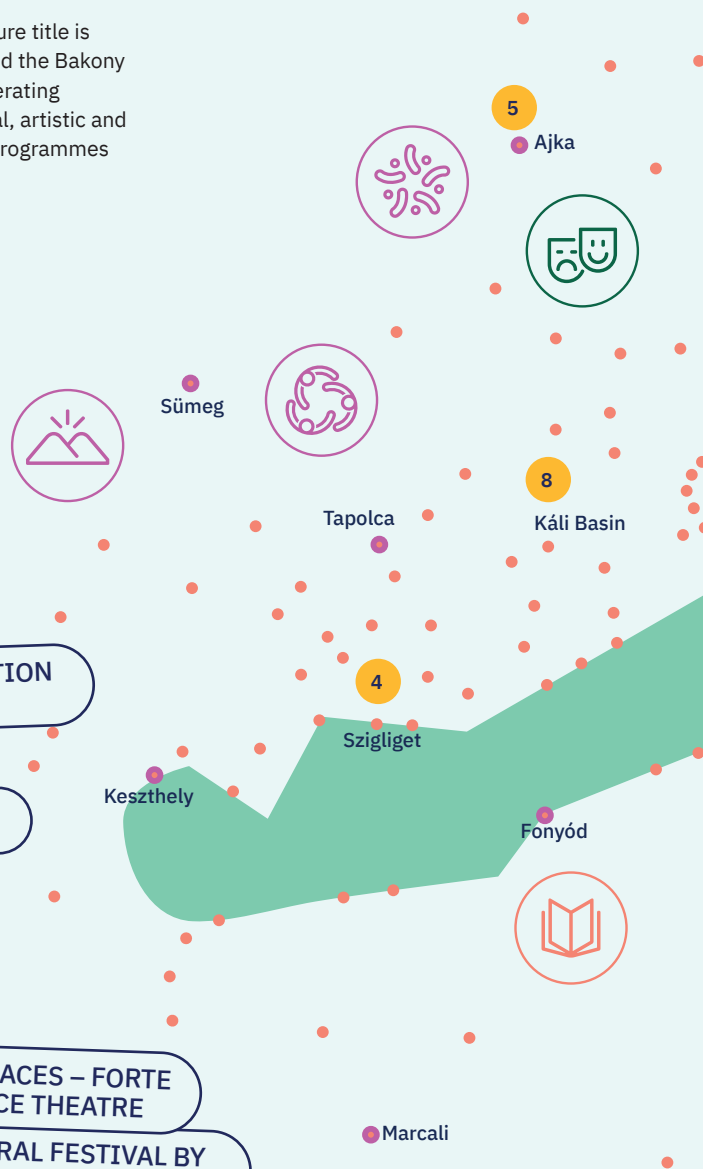 ure title is
d the Bakony
erating
al, artistic and
rogrammes
5
Ajka
Sümeg
8
Tapolca
Káli Basin
TION
4
Szigliget
Keszthely
Fonyód
ACES – FORTE
CE THEATRE
Marcali
RAL FESTIVAL BY